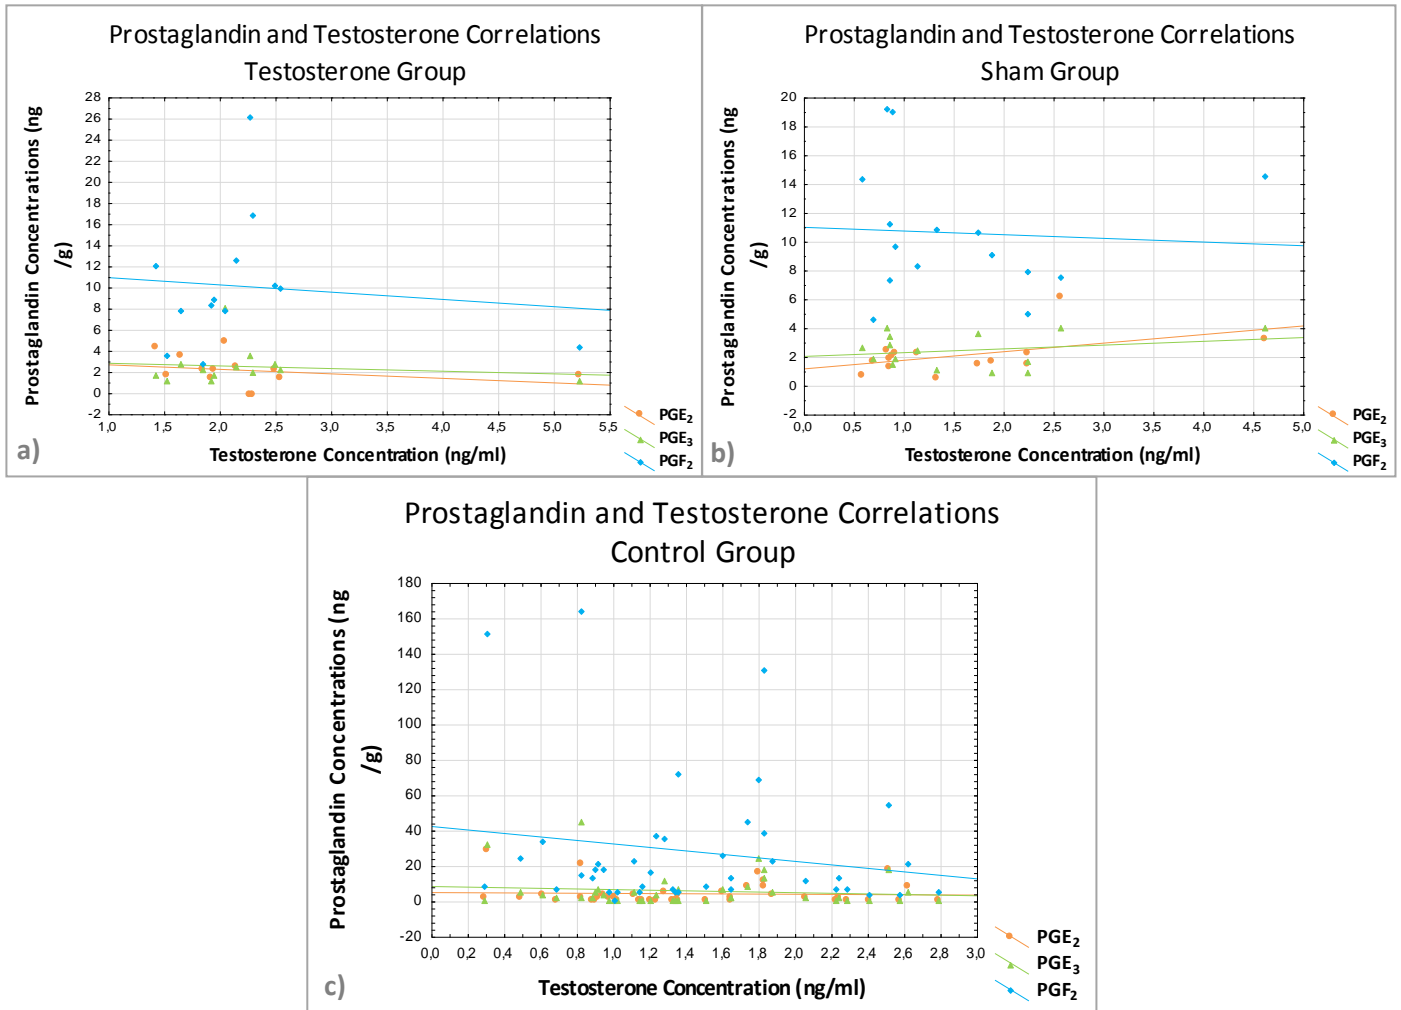 Prostaglandin and Testosterone Correlations
Testosterone Group
Prostaglandin Concentrations (ng
/g)
28
26
24
22
20
18
16
14
12
10
8
6
4
2
0
-2
1,0 1,5 2,0 2,5 3,0 3,5 4,0 4,5 5,0 5,5
Testosterone Concentration (ng/ml)
PGE2
PGE3
PGF2
a)
Prostaglandin and Testosterone Correlations
Sham Group
Prostaglandin Concentrations (ng
/g)
20
18
16
14
12
10
8
6
4
2
0
-2
0,0 0,5 1,0 1,5 2,0 2,5 3,0 3,5 4,0 4,5 5,0
Testosterone Concentration (ng/ml)
PGE2
PGE3
PGF2
b)
Prostaglandin and Testosterone Correlations
Control Group
Prostaglandin Concentrations (ng
/g)
180
160
140
120
100
80
60
40
20
0
-20
0,0 0,2 0,4 0,6 0,8 1,0 1,2 1,4 1,6 1,8 2,0 2,2 2,4 2,6 2,8 3,0
Testosterone Concentration (ng/ml)
PGE2
PGE3
PGF2
c)